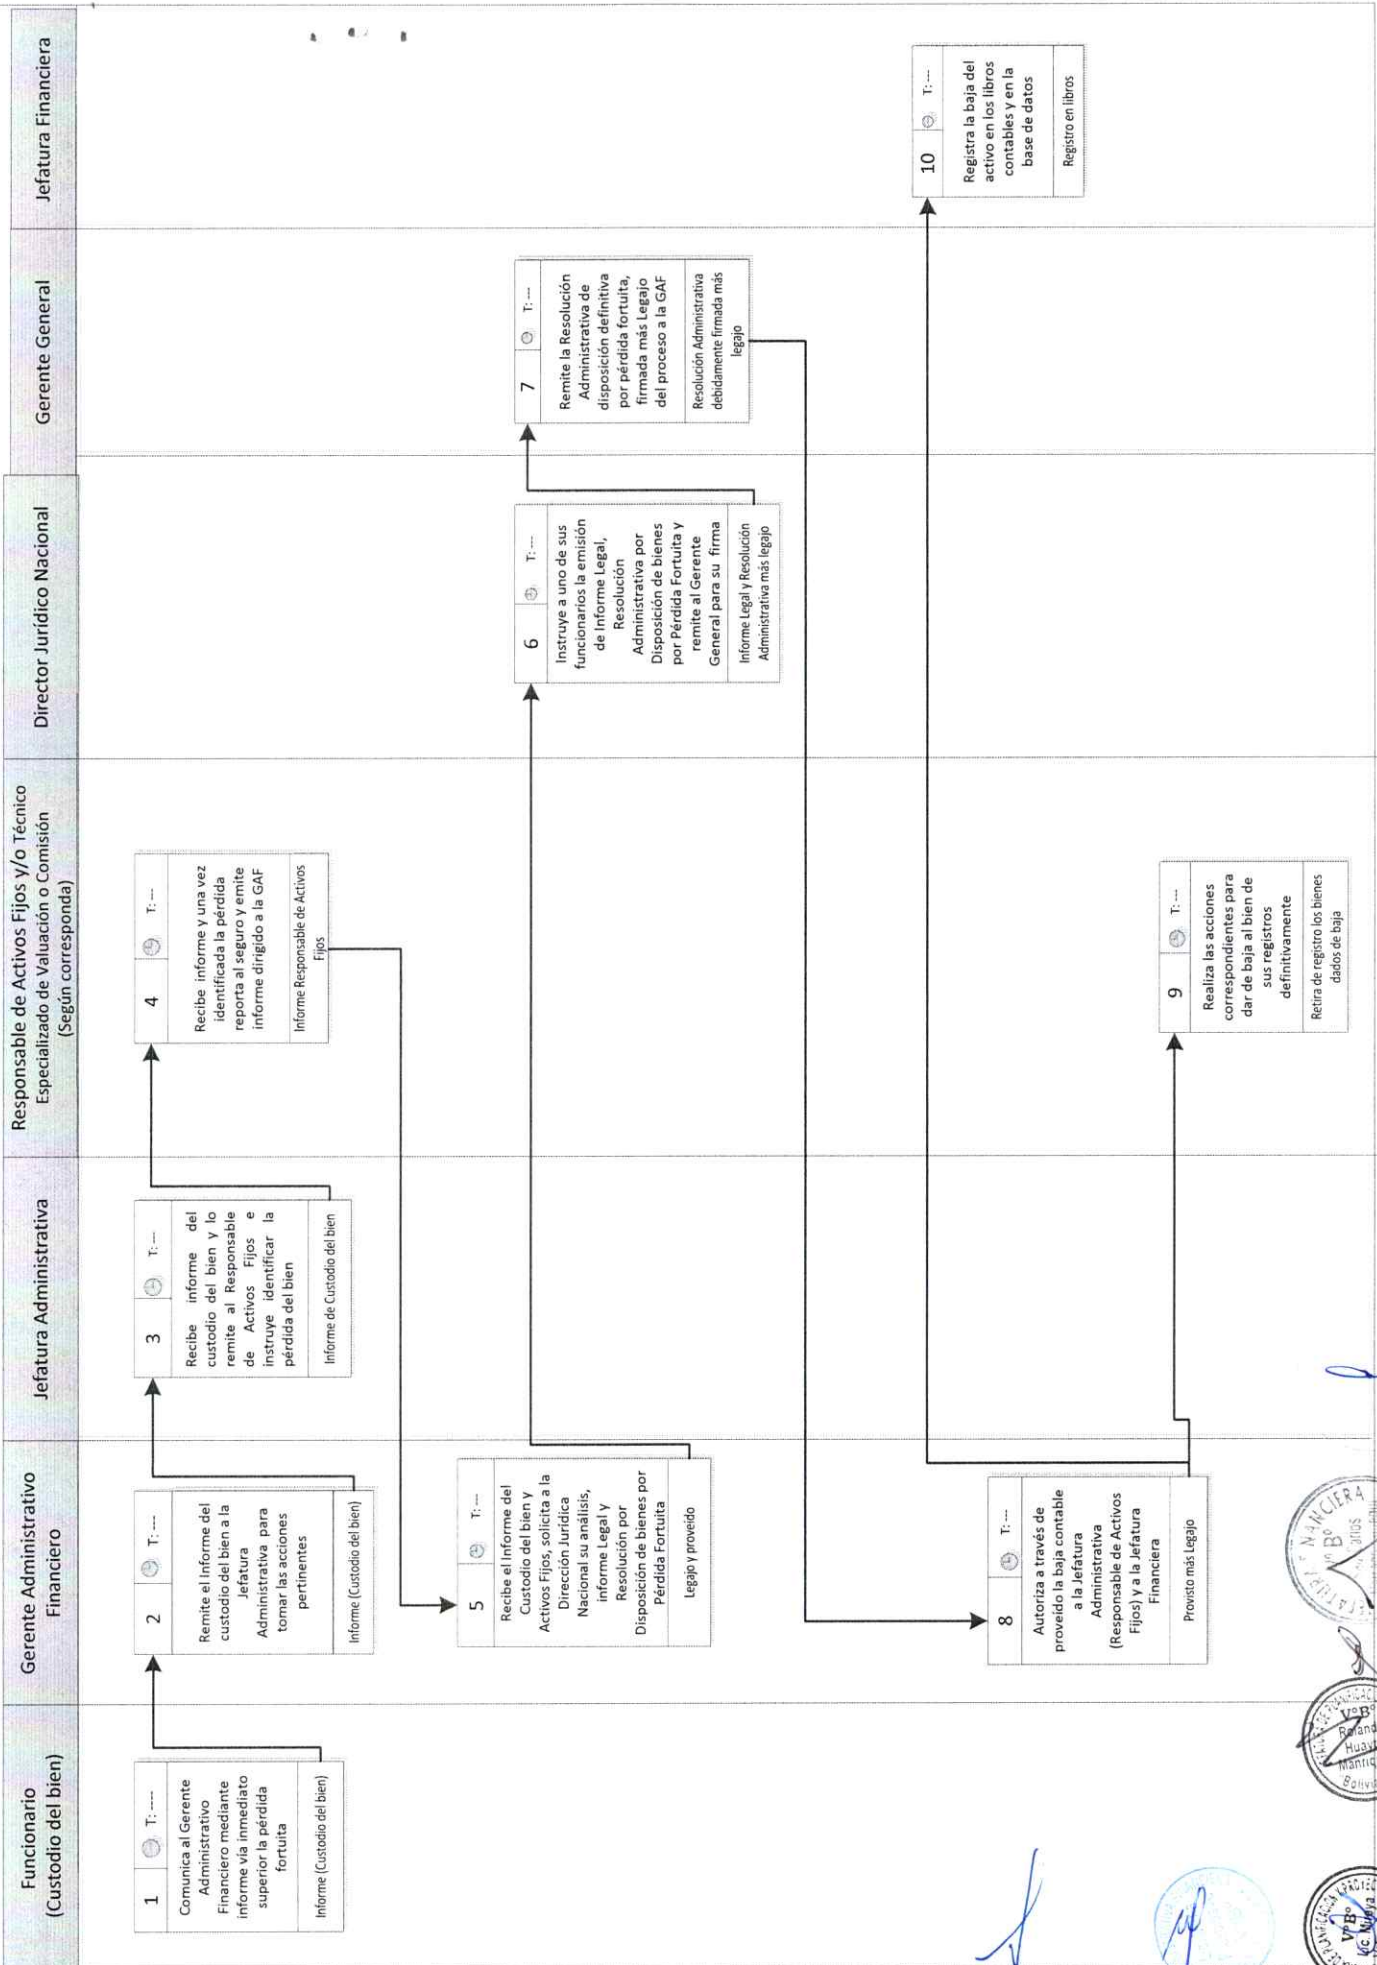 Funcionario
(Custodio del bien)
Gerente Administrativo
Financiero
Jefatura Administrativa
Responsable de Activos Fijos y/o Técnico
Especializado de Valuación o Comisión
(Según corresponda)
Director Jurídico Nacional
Gerente General
Jefatura Financiera
1 T: ----
Comunica al Gerente
Administrativo
Financiero mediante
informe vía inmediato
superior la pérdida
fortuita
Informe (Custodio del bien)
2 T: ---
Remite el Informe del
custodio del bien a la
Jefatura
Administrativa para
tomar las acciones
pertinentes
Informe (Custodio del bien)
3 T: ---
Recibe informe del
custodio del bien y lo
remite al Responsable
de Activos Fijos e
instruye identificar la
pérdida del bien
Informe de Custodio del bien
4 T: ---
Recibe informe y una vez
identificada la pérdida
reporta al seguro y emite
informe dirigido a la GAF
Informe Responsable de Activos
Fijos
5 T: ---
Recibe el Informe del
Custodio del bien y
Activos Fijos, solicita a la
Dirección Jurídica
Nacional su análisis,
informe Legal y
Resolución por
Disposición de bienes por
Pérdida Fortuita
Legajo y proveido
6 T: ---
Instruye a uno de sus
funcionarios la emisión
de Informe Legal,
Resolución
Administrativa por
Disposición de bienes
por Pérdida Fortuita y
remite al Gerente
General para su firma
Informe Legal y Resolución
Administrativa más legajo
7 T: ---
Remite la Resolución
Administrativa de
disposición definitiva
por pérdida fortuita,
firmada más Legajo
del proceso a la GAF
Resolución Administrativa
debidamente firmada más
legajo
8 T: ---
Autoriza a través de
proveído la baja contable
a la Jefatura
Administrativa
(Responsable de Activos
Fijos) y a la Jefatura
Financiera
Provisto más Legajo
9 T: ---
Realiza las acciones
correspondientes para
dar de baja al bien de
sus registros
definitivamente
Retira de registro los bienes
dados de baja
10 T: ---
Registra la baja del
activo en los libros
contables y en la
base de datos
Registro en libros
VºBº
VºBº